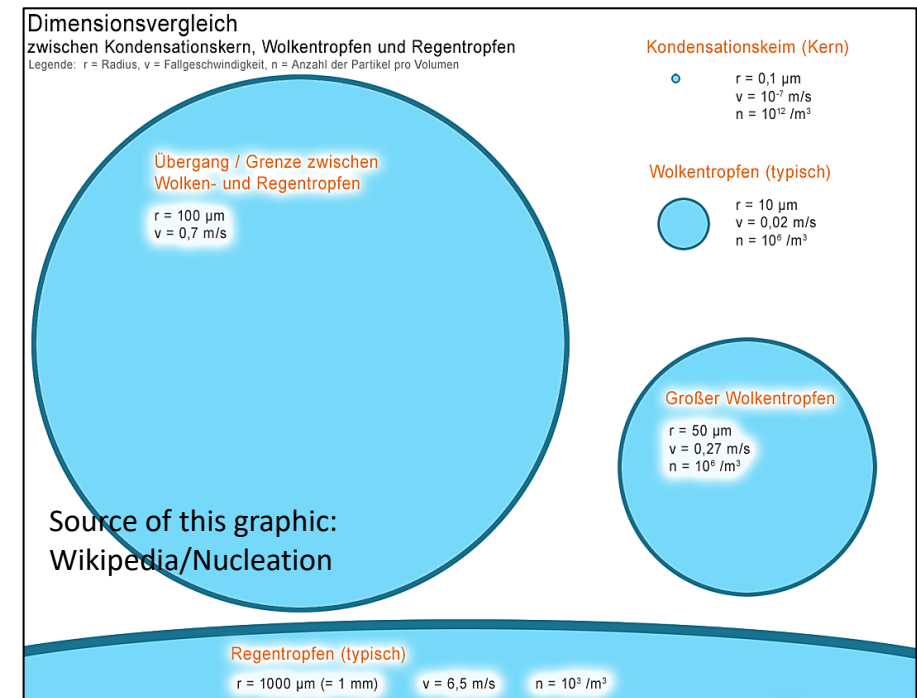 Dimensionsvergleich
zwischen Kondensationskern, Wolkentropfen und Regentropfen
Legende: r = Radius, v = Fallgeschwindigkeit, n = Anzahl der Partikel pro Volumen
Kondensationskeim (Kern)
r = 0,1 µm
v = 10⁻⁷ m/s
n = 10¹² /m³
Übergang / Grenze zwischen
Wolken- und Regentropfen
r = 100 µm
v = 0,7 m/s
Wolkentropfen (typisch)
r = 10 µm
v = 0,02 m/s
n = 10⁶ /m³
Großer Wolkentropfen
r = 50 µm
v = 0,27 m/s
n = 10⁶ /m³
Source of this graphic:
Wikipedia/Nucleation
Regentropfen (typisch)
r = 1000 µm (= 1 mm) v = 6,5 m/s n = 10³ /m³